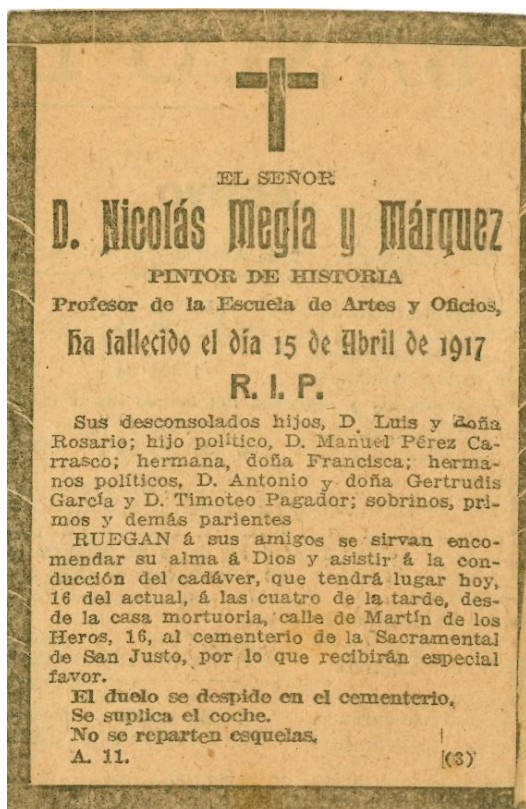 EL SEÑOR
D. Nicolás Megía y Márquez
PINTOR DE HISTORIA
Profesor de la Escuela de Artes y Oficios,
ha fallecido el día 15 de Abril de 1917
R. I. P.
Sus desconsolados hijos, D. Luis y doña
Rosario; hijo político, D. Manuel Pérez Ca-
rrasco; hermana, doña Francisca; herma-
nos políticos, D. Antonio y doña Gertrudis
García y D. Timoteo Pagador; sobrinos, pri-
mos y demás parientes
RUEGAN á sus amigos se sirvan enco-
mendar su alma á Dios y asistir á la con-
ducción del cadáver, que tendrá lugar hoy,
16 del actual, á las cuatro de la tarde, des-
de la casa mortuoria, calle de Martín de los
Heros, 16, al cementerio de la Sacramental
de San Justo, por lo que recibirán especial
favor.
El duelo se despide en el cementerio.
Se suplica el coche.
No se reparten esquelas.
A. 11. (3)